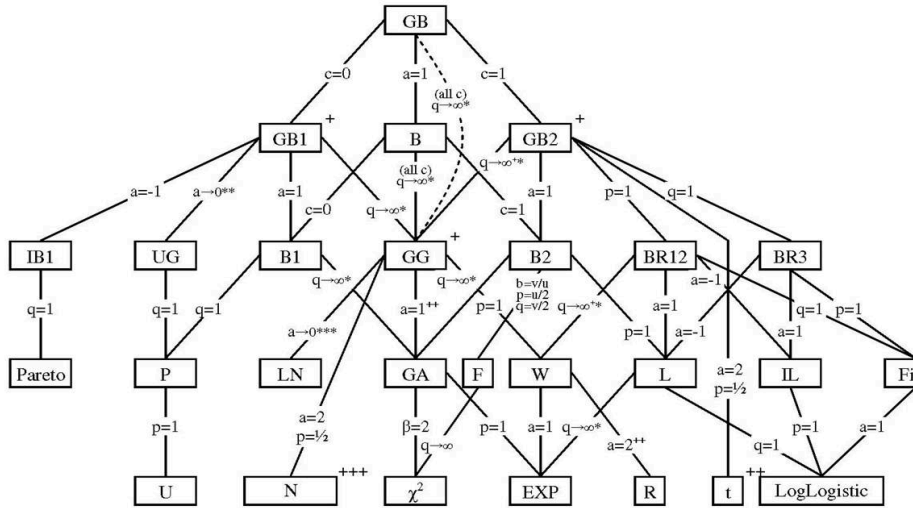 GB
c=0
a=1
(all c)
q→∞*
c=1
GB1
+
B
GB2
+
a=-1
a→0**
a=1
c=0
q→∞*
(all c)
q→∞*
c=1
q→∞+*
a=1
p=1
q=1
IB1
UG
B1
GG
+
B2
BR12
BR3
q=1
q=1
q=1
q→∞*
a→0***
a=1++
q→∞*
p=1
b=v/u
p=u/2
q=v/2
q→∞+*
p=1
a=1
a=-1
a=-1
a=1
q=1
p=1
Pareto
P
LN
GA
F
W
L
IL
Fi
p=1
a=2
p=½
β=2
q→∞
p=1
a=1
q→∞*
a=2++
a=2
p=½
q=1
p=1
a=1
U
N
+++
χ²
EXP
R
t
++
LogLogistic